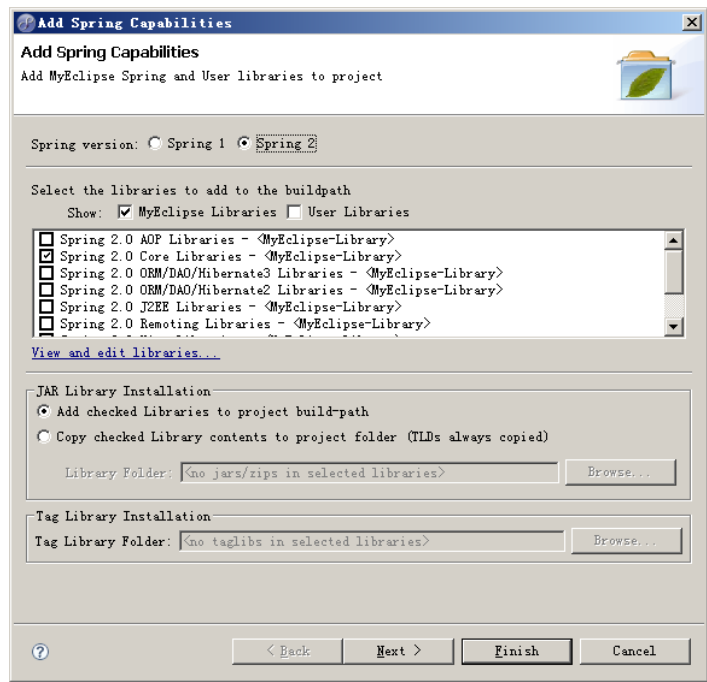 Add Spring Capabilities
Add Spring Capabilities
Add MyEclipse Spring and User libraries to project
Spring version: Spring 1 Spring 2
Select the libraries to add to the buildpath
Show: MyEclipse Libraries User Libraries
Spring 2.0 AOP Libraries - <MyEclipse-Library>
Spring 2.0 Core Libraries - <MyEclipse-Library>
Spring 2.0 ORM/DAO/Hibernate3 Libraries - <MyEclipse-Library>
Spring 2.0 ORM/DAO/Hibernate2 Libraries - <MyEclipse-Library>
Spring 2.0 J2EE Libraries - <MyEclipse-Library>
Spring 2.0 Remoting Libraries - <MyEclipse-Library>
View and edit libraries...
JAR Library Installation
Add checked Libraries to project build-path
Copy checked Library contents to project folder (TLDs always copied)
Library Folder: <no jars/zips in selected libraries> Browse...
Tag Library Installation
Tag Library Folder: <no taglibs in selected libraries> Browse...
? < Back Next > Finish Cancel